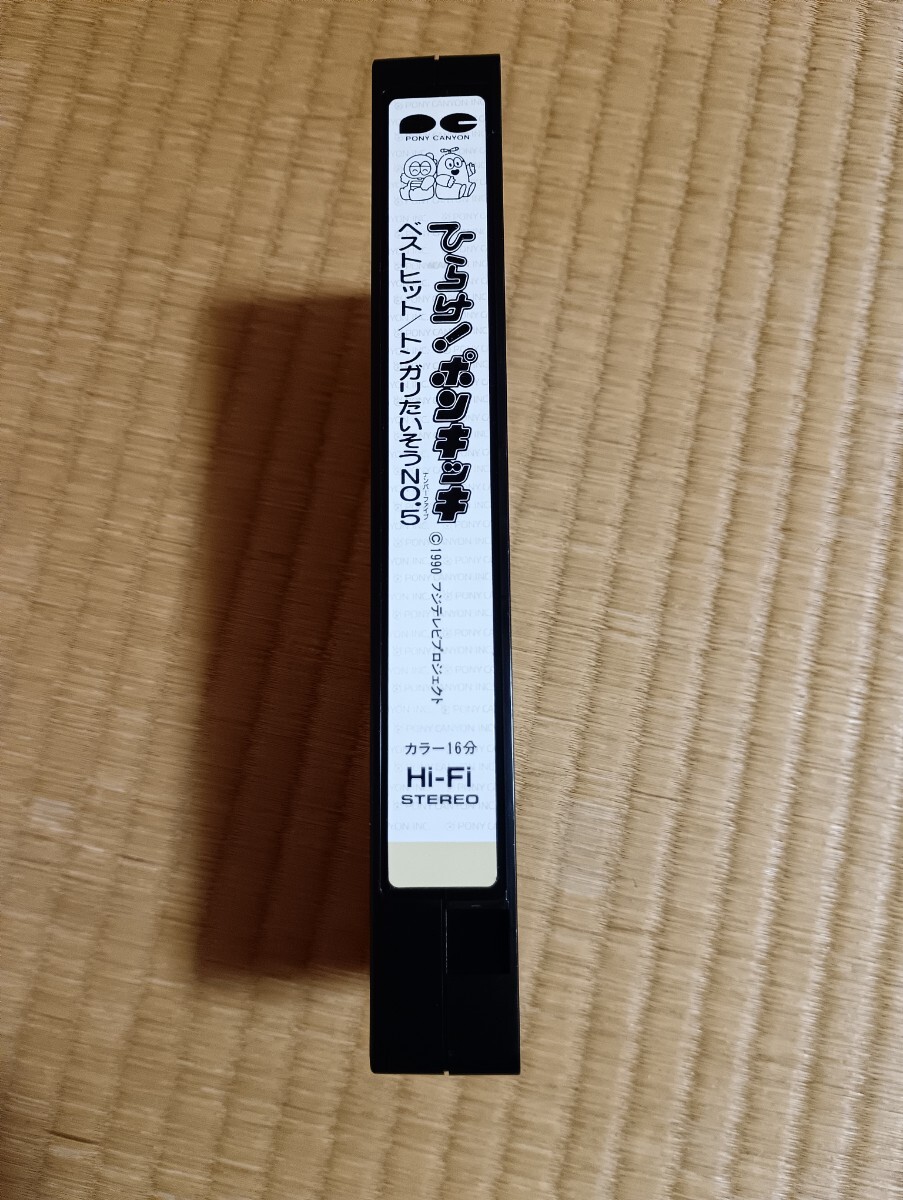 PC
PONY CANYON
ひらけ!ポンキッキ
ベストヒット/トンガリたいそうNO.5
ナンバーファイブ
©1990 フジテレビプロジェクト
カラー16分
Hi-Fi
STEREO